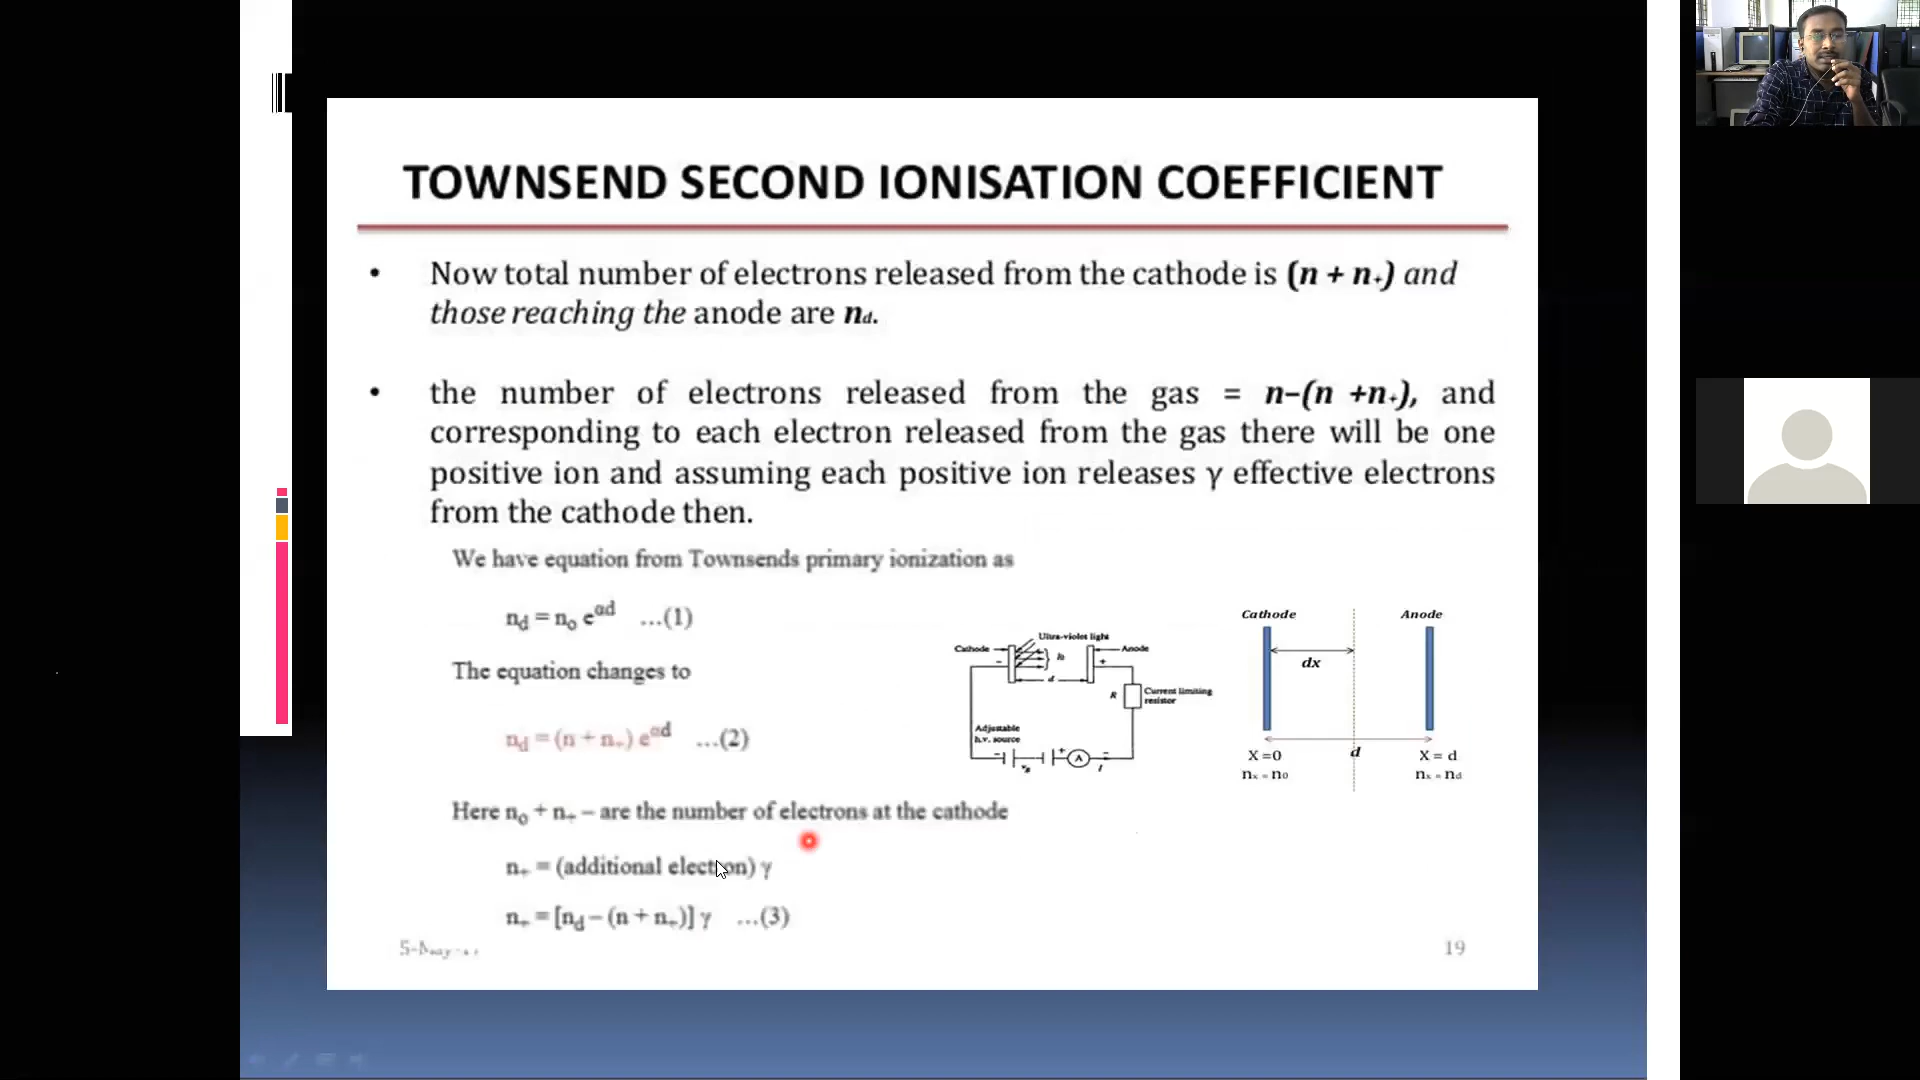 TOWNSEND SECOND IONISATION COEFFICIENT
• Now total number of electrons released from the cathode is (n + n₊) and
those reaching the anode are nd.
• the number of electrons released from the gas = n−(n +n₊), and
corresponding to each electron released from the gas there will be one
positive ion and assuming each positive ion releases γ effective electrons
from the cathode then.
We have equation from Townsends primary ionization as
nd = no e^αd ...(1)
The equation changes to
nd = (n + n₊) e^αd ...(2)
Here no + n₊ – are the number of electrons at the cathode
n₊ = (additional electron) γ
n₊ = [nd – (n + n₊)] γ ...(3)
Ultra-violet light
Cathode
Anode
d
R
Current limiting
resistor
Adjustable
h.v. source
A
I
Cathode
Anode
dx
d
X =0
X = d
nx = n0
nx = nd
19